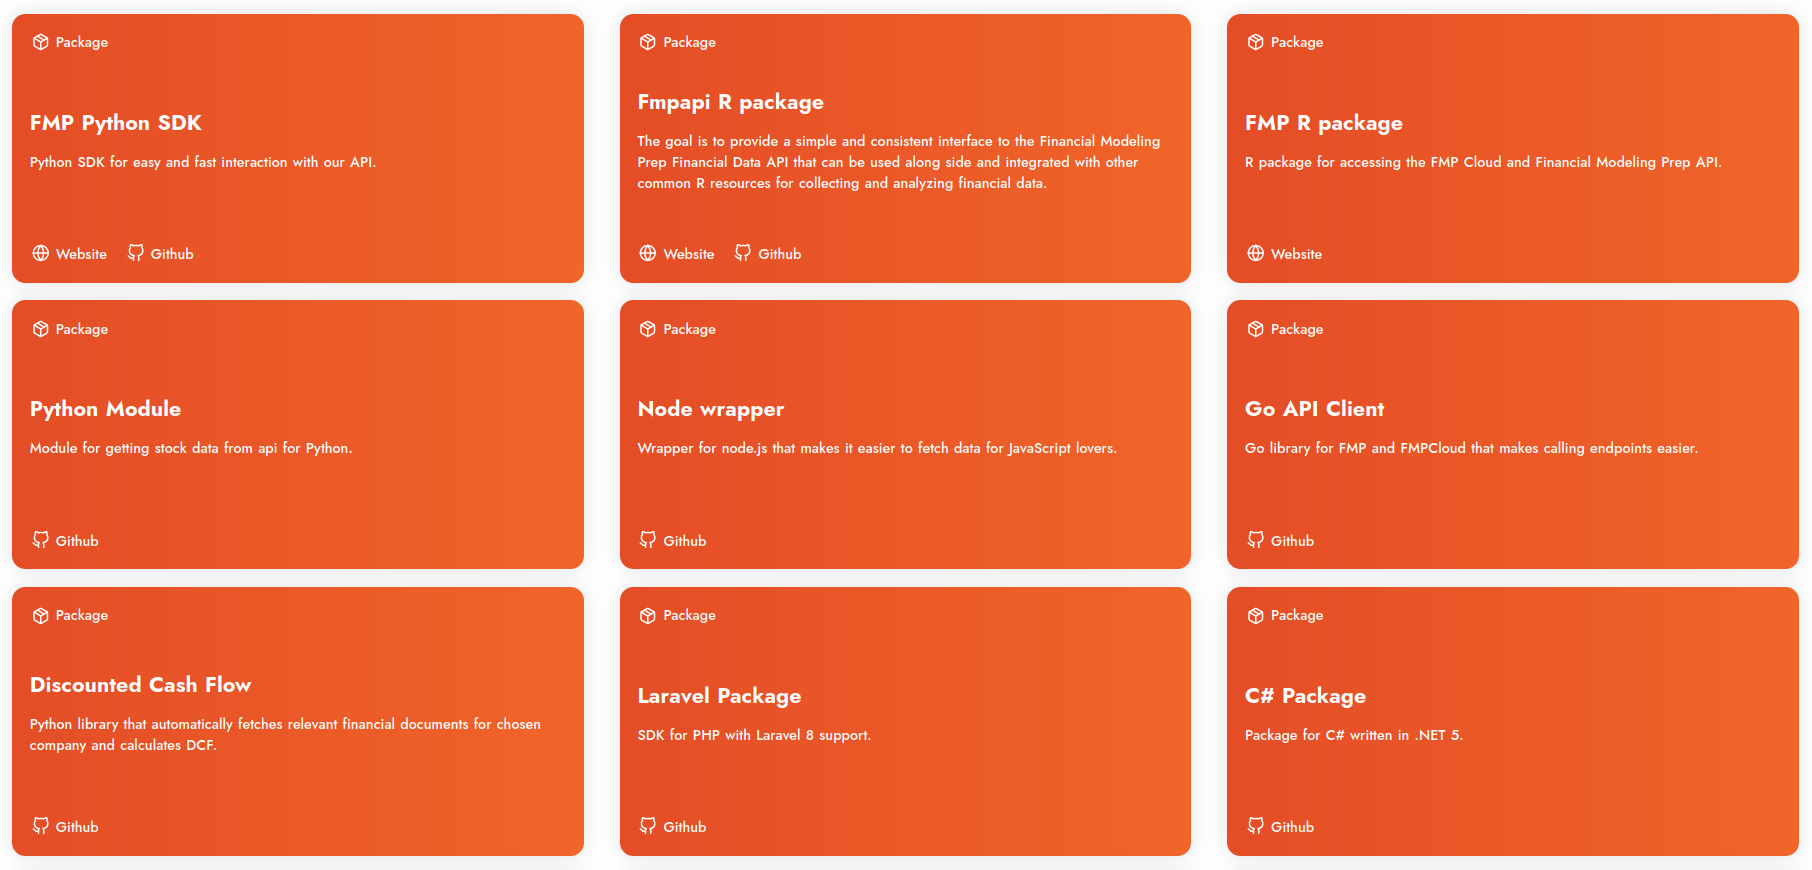 Package
FMP Python SDK
Python SDK for easy and fast interaction with our API.
Website Github
Package
Fmpapi R package
The goal is to provide a simple and consistent interface to the Financial Modeling
Prep Financial Data API that can be used along side and integrated with other
common R resources for collecting and analyzing financial data.
Website Github
Package
FMP R package
R package for accessing the FMP Cloud and Financial Modeling Prep API.
Website
Package
Python Module
Module for getting stock data from api for Python.
Github
Package
Node wrapper
Wrapper for node.js that makes it easier to fetch data for JavaScript lovers.
Github
Package
Go API Client
Go library for FMP and FMPCloud that makes calling endpoints easier.
Github
Package
Discounted Cash Flow
Python library that automatically fetches relevant financial documents for chosen
company and calculates DCF.
Github
Package
Laravel Package
SDK for PHP with Laravel 8 support.
Github
Package
C# Package
Package for C# written in .NET 5.
Github